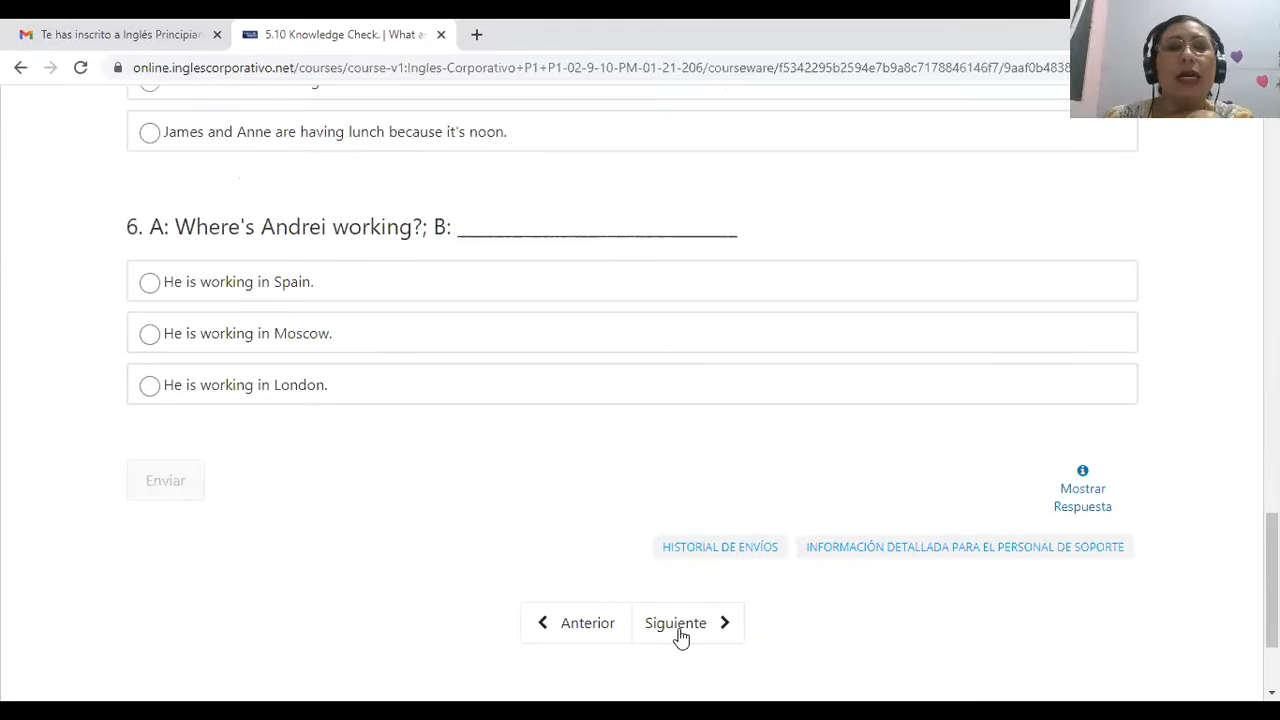 Te has inscrito a Inglés Principian
5.10 Knowledge Check. | What a
online.inglescorporativo.net/courses/course-v1:Ingles-Corporativo+P1+P1-02-9-10-PM-01-21-206/courseware/f5342295b2594e7b9a8c7178846146f7/9aaf0b4838
James and Anne are having lunch because it's noon.
6. A: Where's Andrei working?; B: ____________________________
He is working in Spain.
He is working in Moscow.
He is working in London.
Enviar
Mostrar
Respuesta
HISTORIAL DE ENVÍOS
INFORMACIÓN DETALLADA PARA EL PERSONAL DE SOPORTE
Anterior
Siguiente